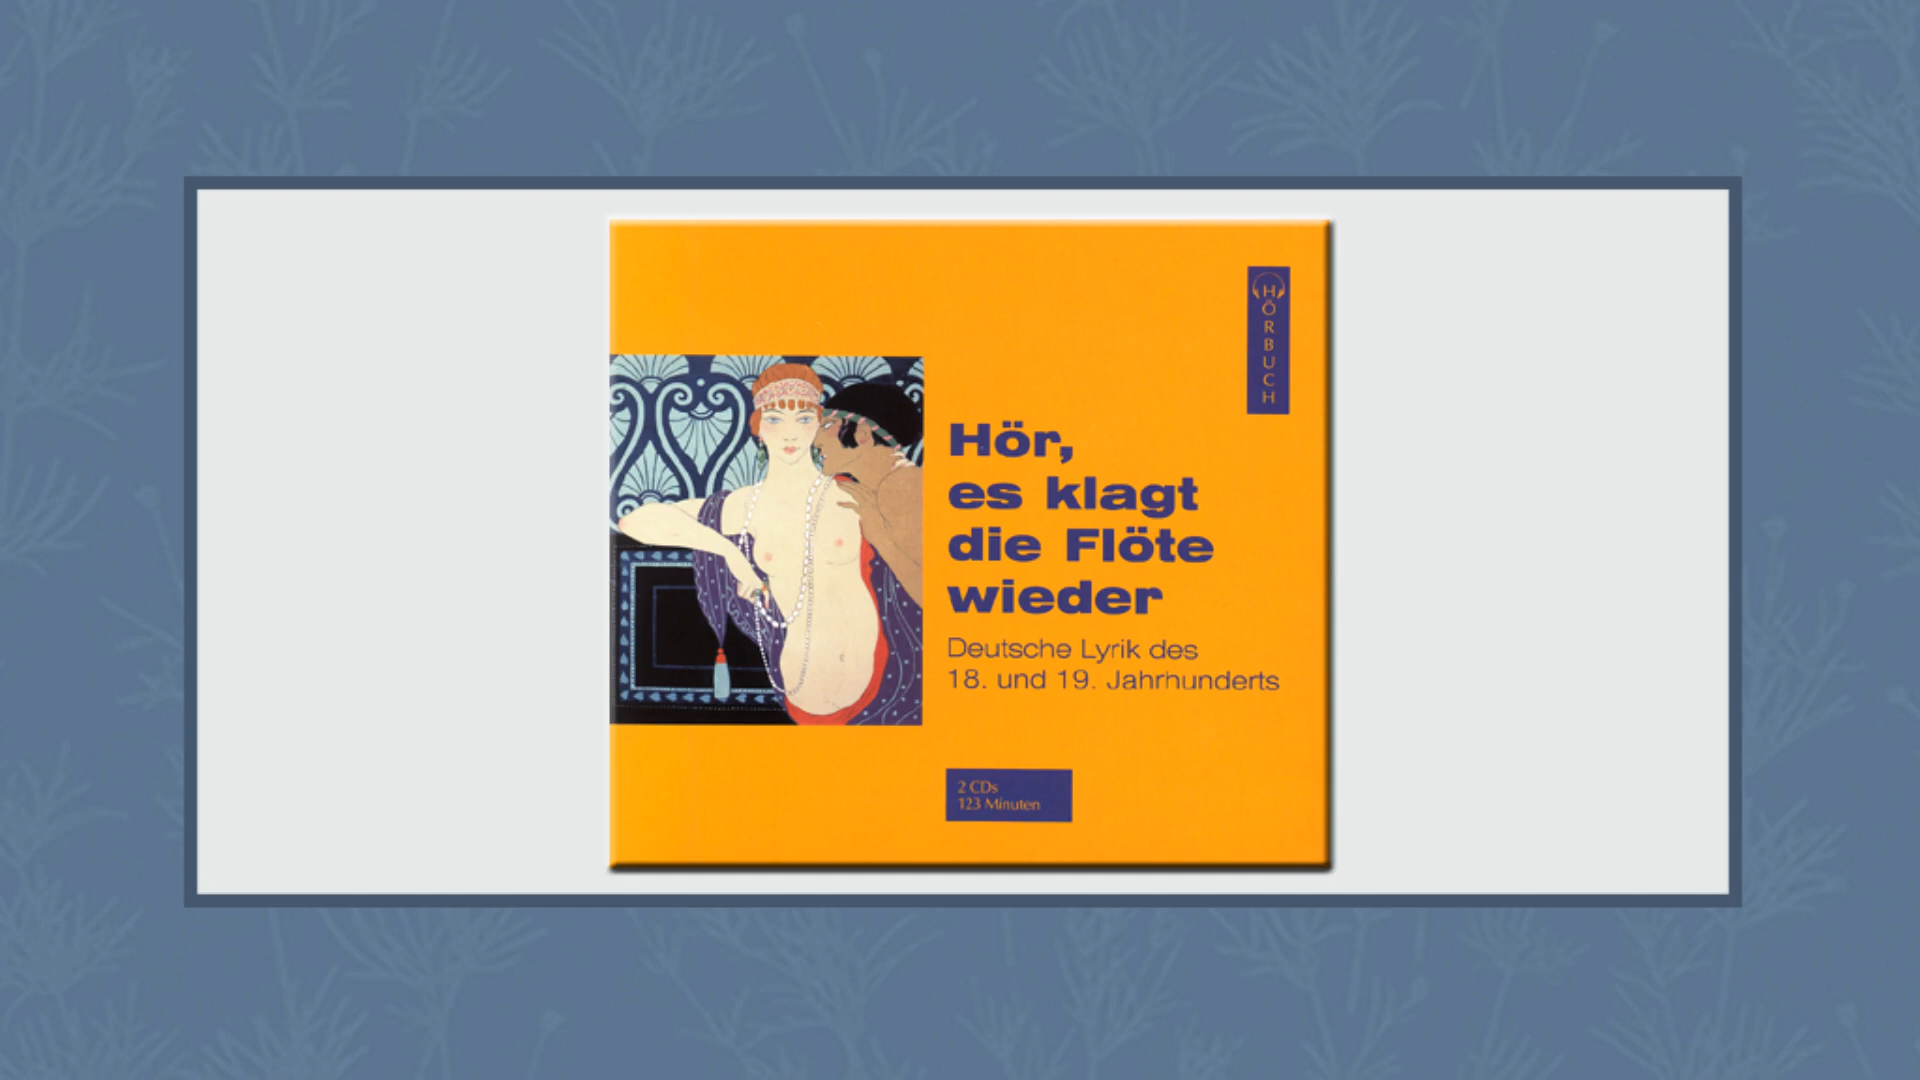 HÖRBUCH
Hör,
es klagt
die Flöte
wieder
Deutsche Lyrik des
18. und 19. Jahrhunderts
2 CDs
123 Minuten